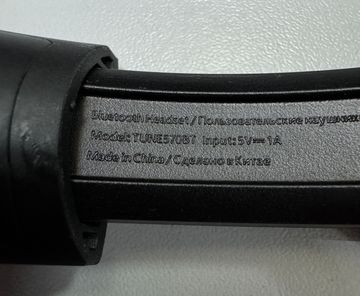 Bluetooth Headset / Пользовательские наушники
Model: TUNE570BT Input: 5V⎓1A
Made in China / Сделано в Китае